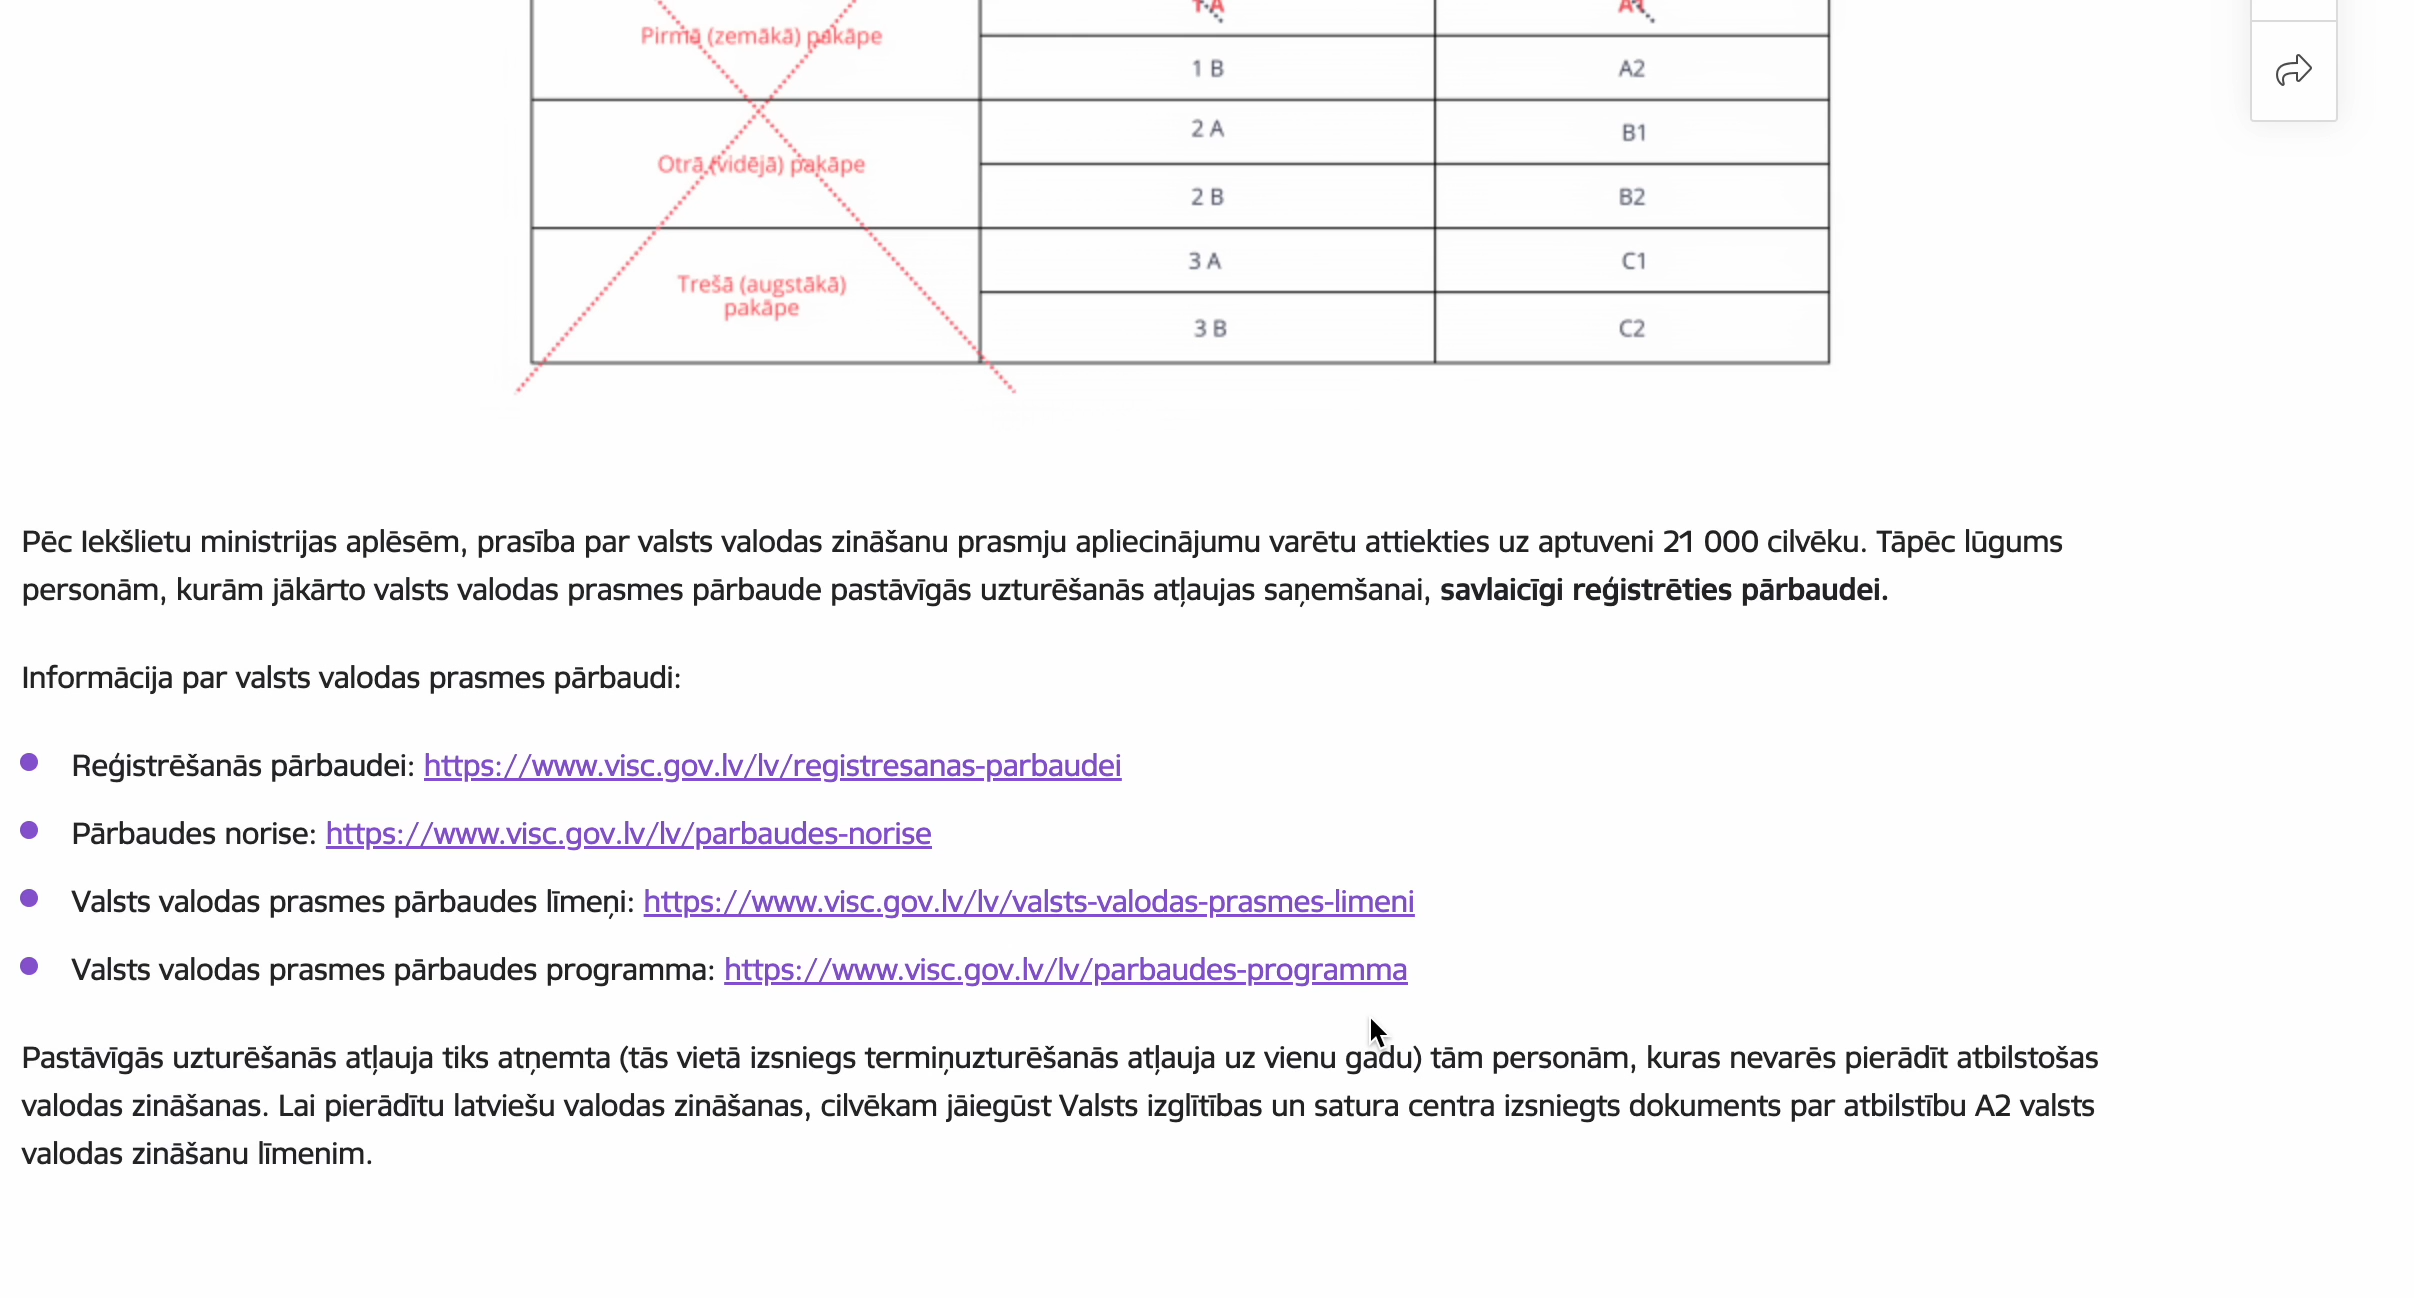 1 A A1
Pirmā (zemākā) pakāpe
1 B A2
2 A B1
Otrā (vidējā) pakāpe
2 B B2
3 A C1
Trešā (augstākā)
pakāpe
3 B C2
Pēc Iekšlietu ministrijas aplēsēm, prasība par valsts valodas zināšanu prasmju apliecinājumu varētu attiekties uz aptuveni 21 000 cilvēku. Tāpēc lūgums
personām, kurām jākārto valsts valodas prasmes pārbaude pastāvīgās uzturēšanās atļaujas saņemšanai, savlaicīgi reģistrēties pārbaudei.
Informācija par valsts valodas prasmes pārbaudi:
Reģistrēšanās pārbaudei: https://www.visc.gov.lv/lv/registresanas-parbaudei
Pārbaudes norise: https://www.visc.gov.lv/lv/parbaudes-norise
Valsts valodas prasmes pārbaudes līmeņi: https://www.visc.gov.lv/lv/valsts-valodas-prasmes-limeni
Valsts valodas prasmes pārbaudes programma: https://www.visc.gov.lv/lv/parbaudes-programma
Pastāvīgās uzturēšanās atļauja tiks atņemta (tās vietā izsniegs termiņuzturēšanās atļauja uz vienu gadu) tām personām, kuras nevarēs pierādīt atbilstošas
valodas zināšanas. Lai pierādītu latviešu valodas zināšanas, cilvēkam jāiegūst Valsts izglītības un satura centra izsniegts dokuments par atbilstību A2 valsts
valodas zināšanu līmenim.